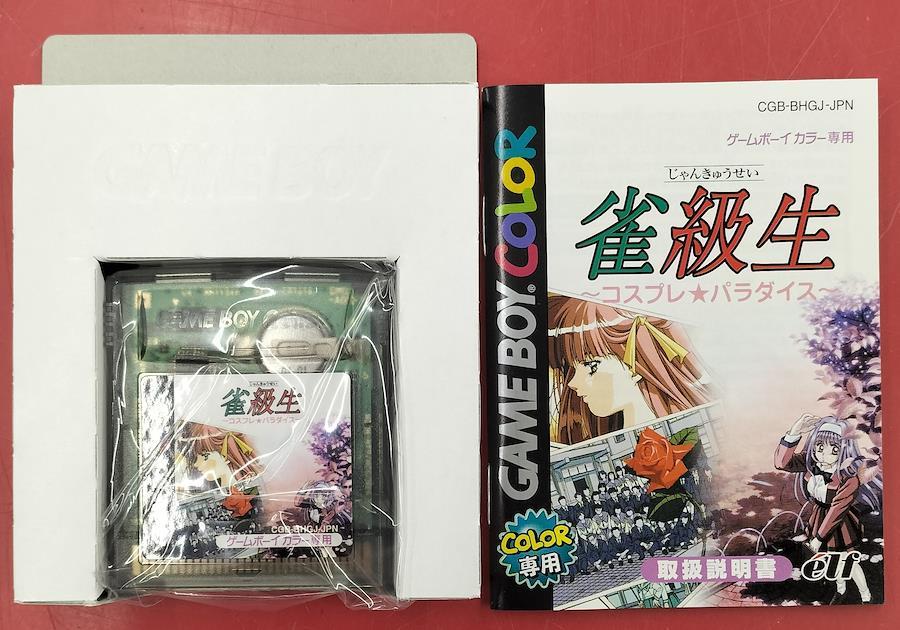 GAME BOY
じゃんきゅうせい
雀級生
～コスプレ★パラダイス～
CGB-BHGJ-JPN
ゲームボーイ カラー専用
GAME BOY COLOR
COLOR
専用
CGB-BHGJ-JPN
ゲームボーイ カラー専用
じゃんきゅうせい
雀級生
～コスプレ★パラダイス～
取扱説明書
elf